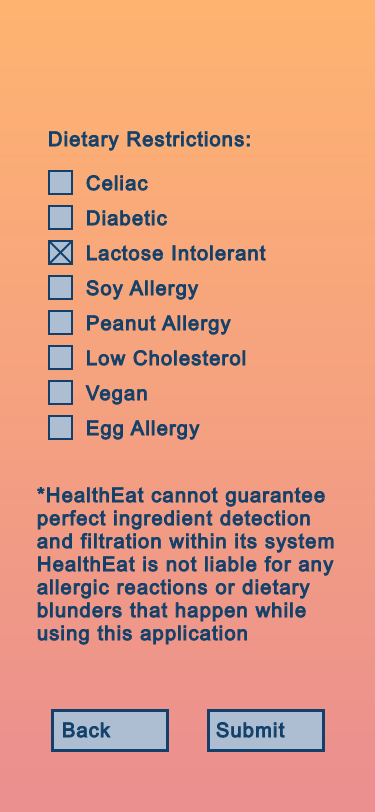 Dietary Restrictions:
Celiac
Diabetic
Lactose Intolerant
Soy Allergy
Peanut Allergy
Low Cholesterol
Vegan
Egg Allergy
*HealthEat cannot guarantee
perfect ingredient detection
and filtration within its system
HealthEat is not liable for any
allergic reactions or dietary
blunders that happen while
using this application
Back
Submit